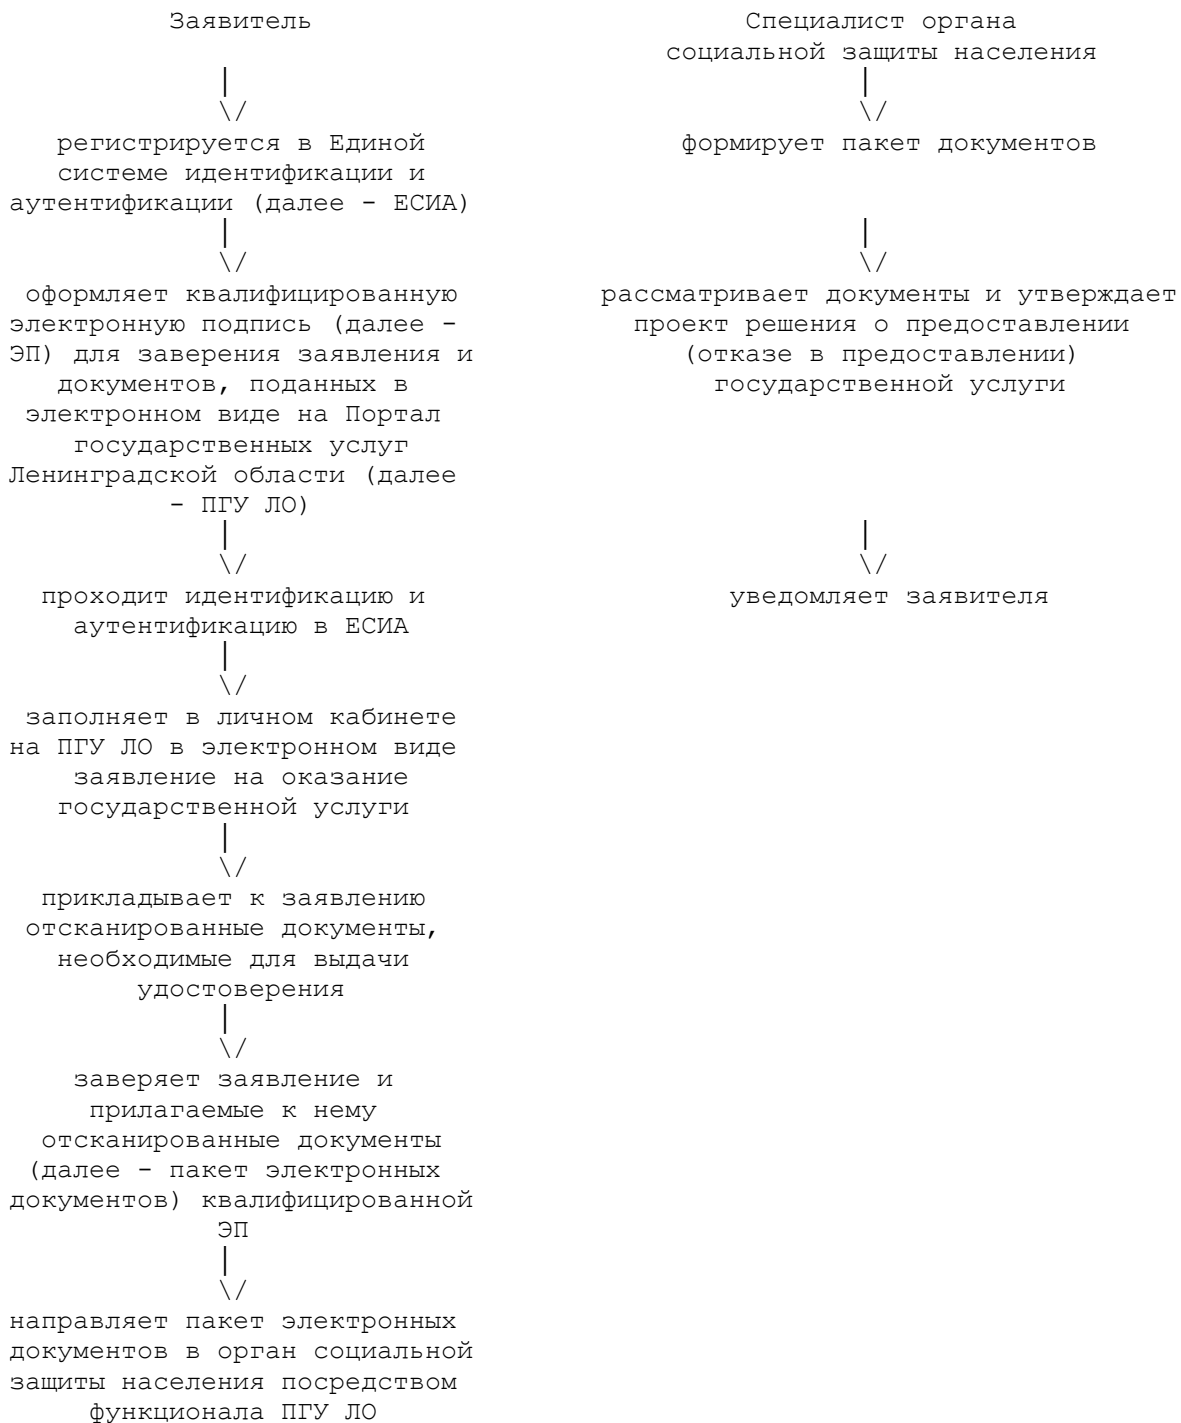 Заявитель
|
\/
регистрируется в Единой
системе идентификации и
аутентификации (далее - ЕСИА)
|
\/
оформляет квалифицированную
электронную подпись (далее -
ЭП) для заверения заявления и
документов, поданных в
электронном виде на Портал
государственных услуг
Ленинградской области (далее
- ПГУ ЛО)
|
\/
проходит идентификацию и
аутентификацию в ЕСИА
|
\/
заполняет в личном кабинете
на ПГУ ЛО в электронном виде
заявление на оказание
государственной услуги
|
\/
прикладывает к заявлению
отсканированные документы,
необходимые для выдачи
удостоверения
|
\/
заверяет заявление и
прилагаемые к нему
отсканированные документы
(далее - пакет электронных
документов) квалифицированной
ЭП
|
\/
направляет пакет электронных
документов в орган социальной
защиты населения посредством
функционала ПГУ ЛО
Специалист органа
социальной защиты населения
|
\/
формирует пакет документов
|
\/
рассматривает документы и утверждает
проект решения о предоставлении
(отказе в предоставлении)
государственной услуги
|
\/
уведомляет заявителя